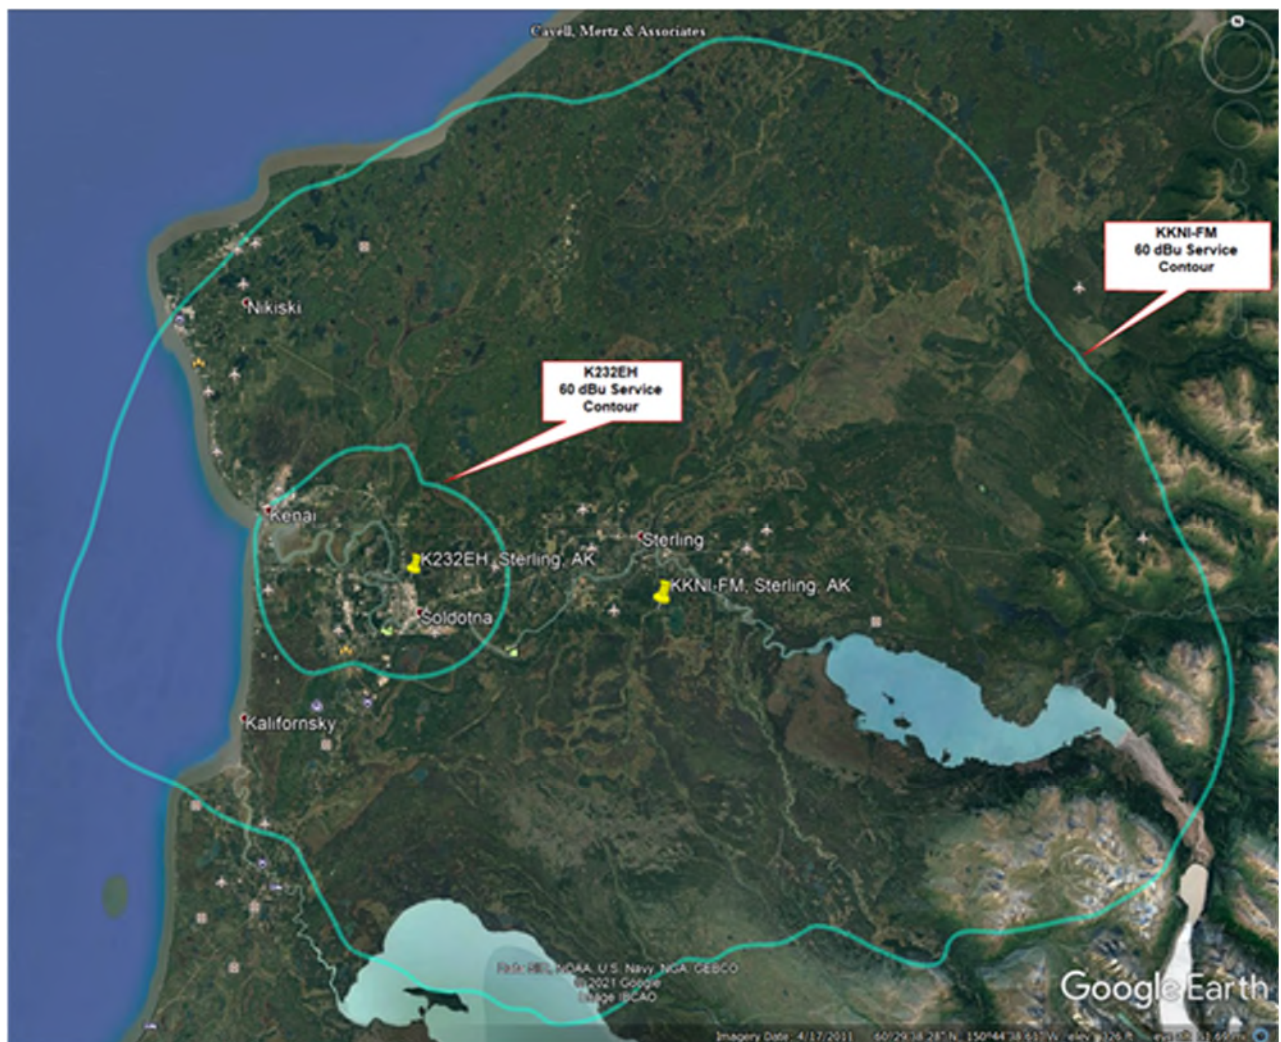 Cavell, Mertz & Associates
KKNI-FM
60 dBu Service
Contour
Nikiski
K232EH
60 dBu Service
Contour
Kenai
Sterling
K232EH, Sterling, AK
KKNI-FM, Sterling, AK
Soldotna
Kalifornsky
Data SIO, NOAA, U.S. Navy, NGA, GEBCO
© 2021 Google
Image IBCAO
Google Earth
Imagery Date: 4/17/2011